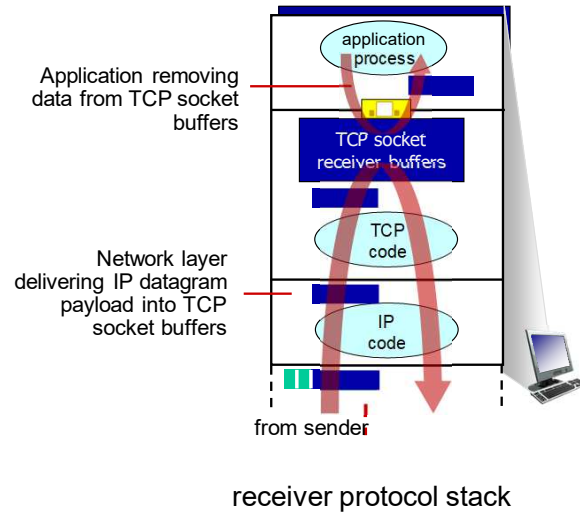 application
process
Application removing
data from TCP socket
buffers
TCP socket
receiver buffers
TCP
code
Network layer
delivering IP datagram
payload into TCP
socket buffers
IP
code
from sender
receiver protocol stack